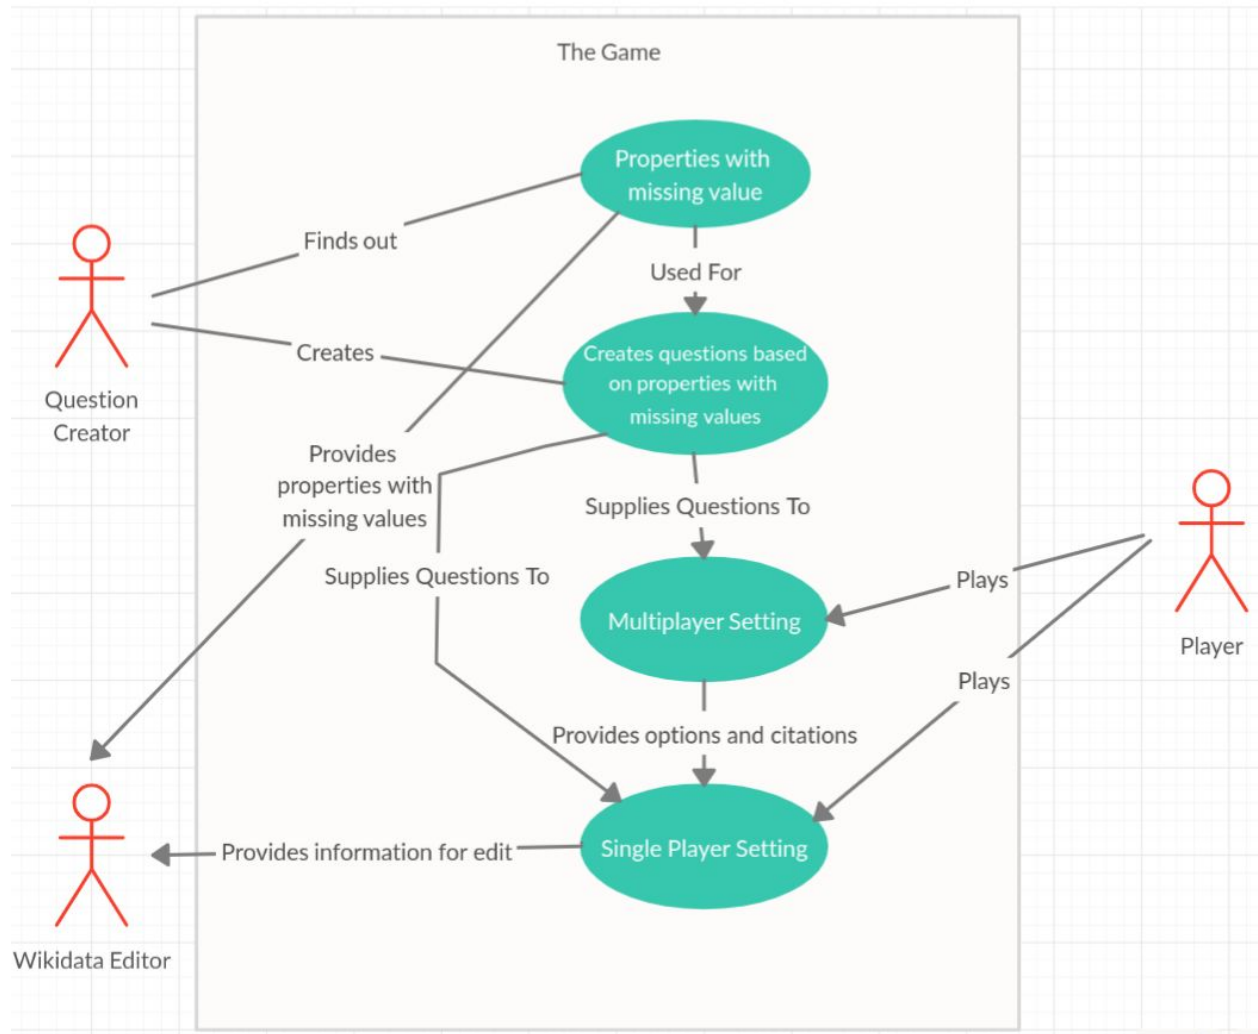 The Game
Properties with
missing value
Finds out
Used For
Creates
Creates questions based
on properties with
missing values
Question
Creator
Provides
properties with
missing values
Supplies Questions To
Supplies Questions To
Plays
Multiplayer Setting
Player
Plays
Provides options and citations
Provides information for edit
Single Player Setting
Wikidata Editor